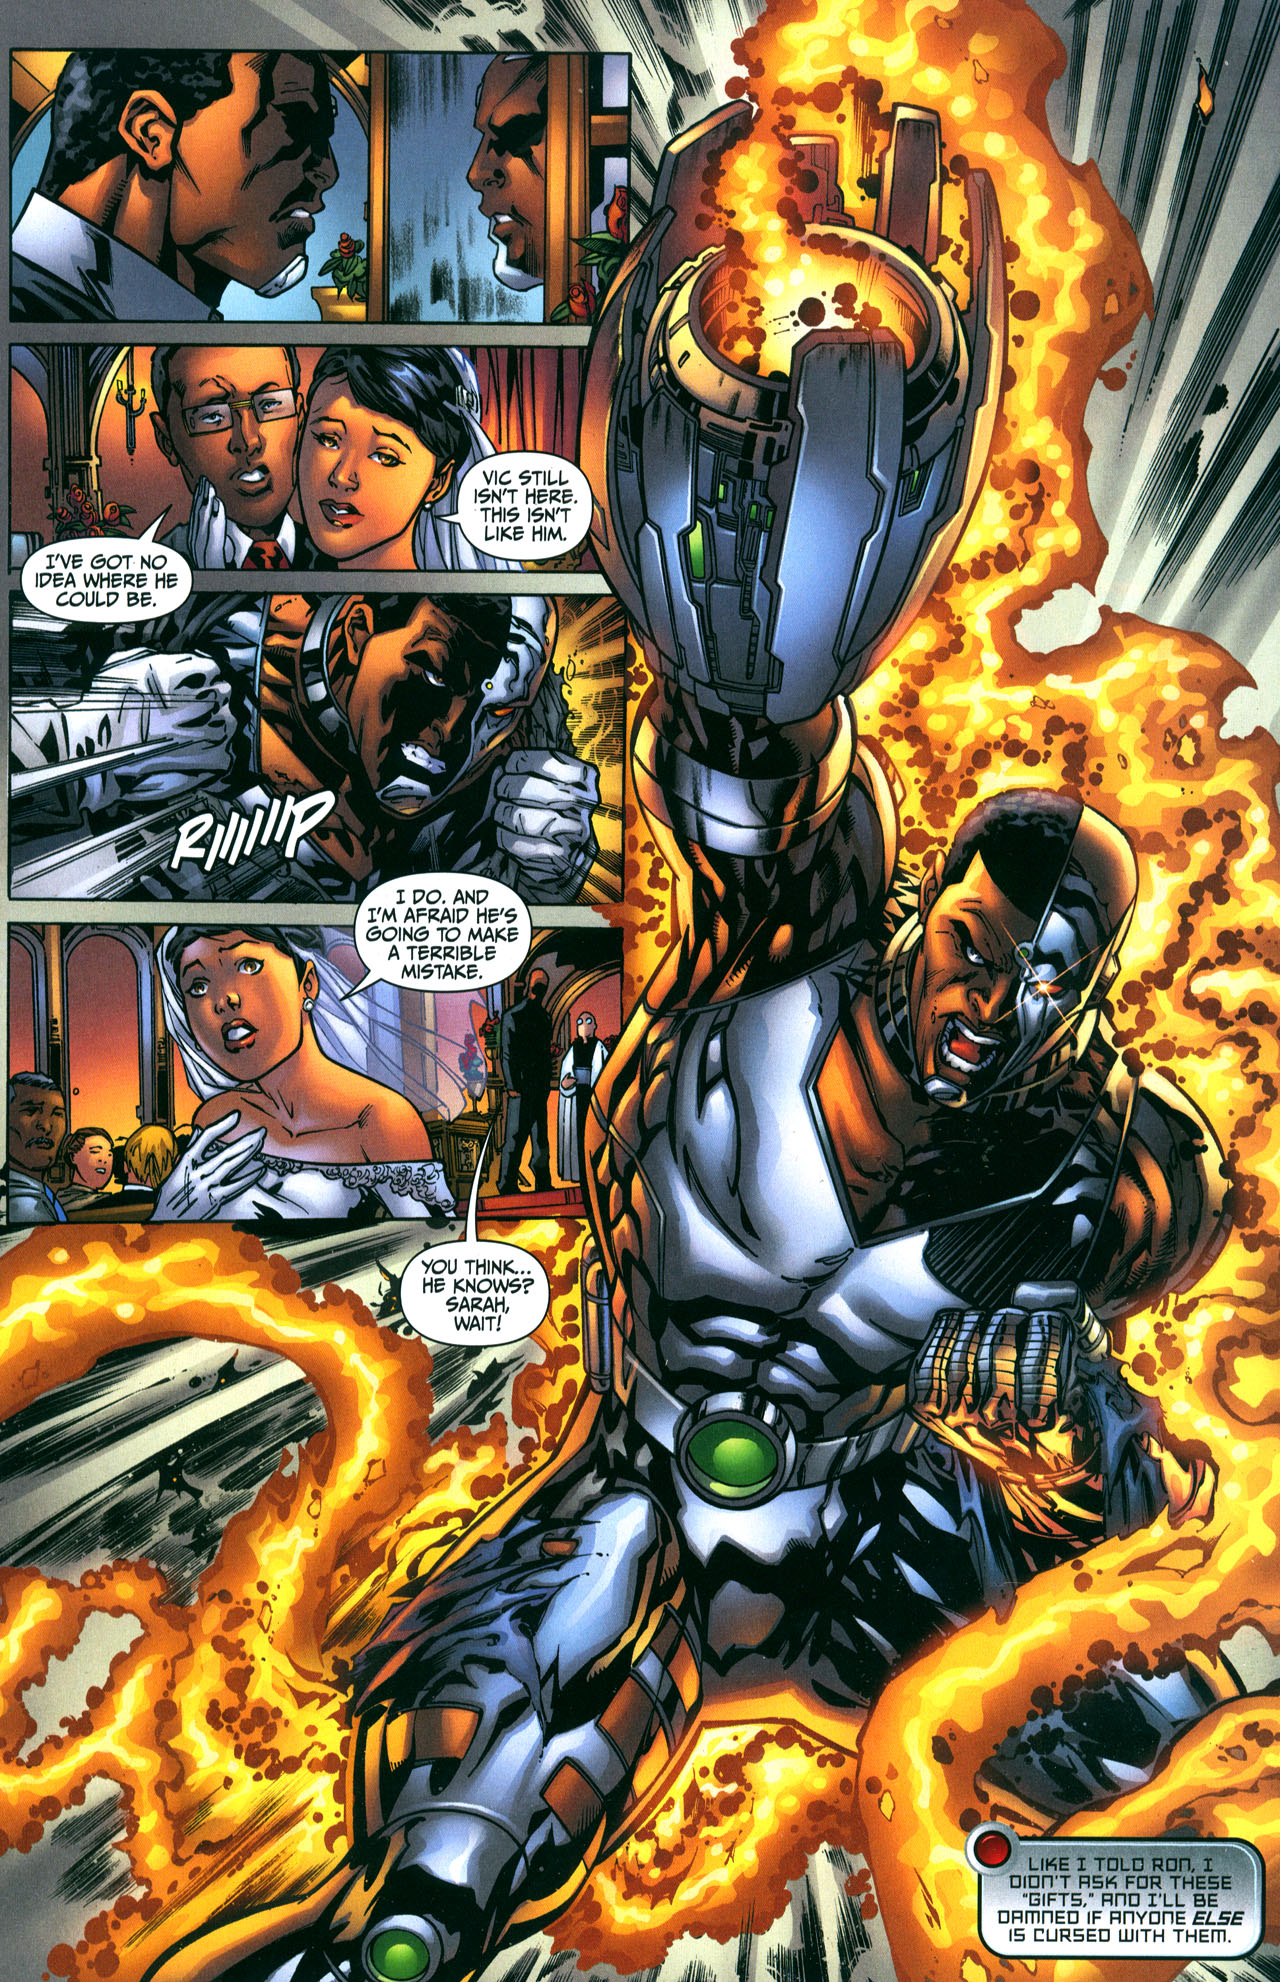 VIC STILL
ISN'T HERE.
THIS ISN'T
LIKE HIM.
I'VE GOT NO
IDEA WHERE HE
COULD BE.
RIIIIIIP
I DO. AND
I'M AFRAID HE'S
GOING TO MAKE
A TERRIBLE
MISTAKE.
YOU THINK...
HE KNOWS?
SARAH,
WAIT!
LIKE I TOLD RON, I
DIDN'T ASK FOR THESE
"GIFTS," AND I'LL BE
DAMNED IF ANYONE ELSE
IS CURSED WITH THEM.